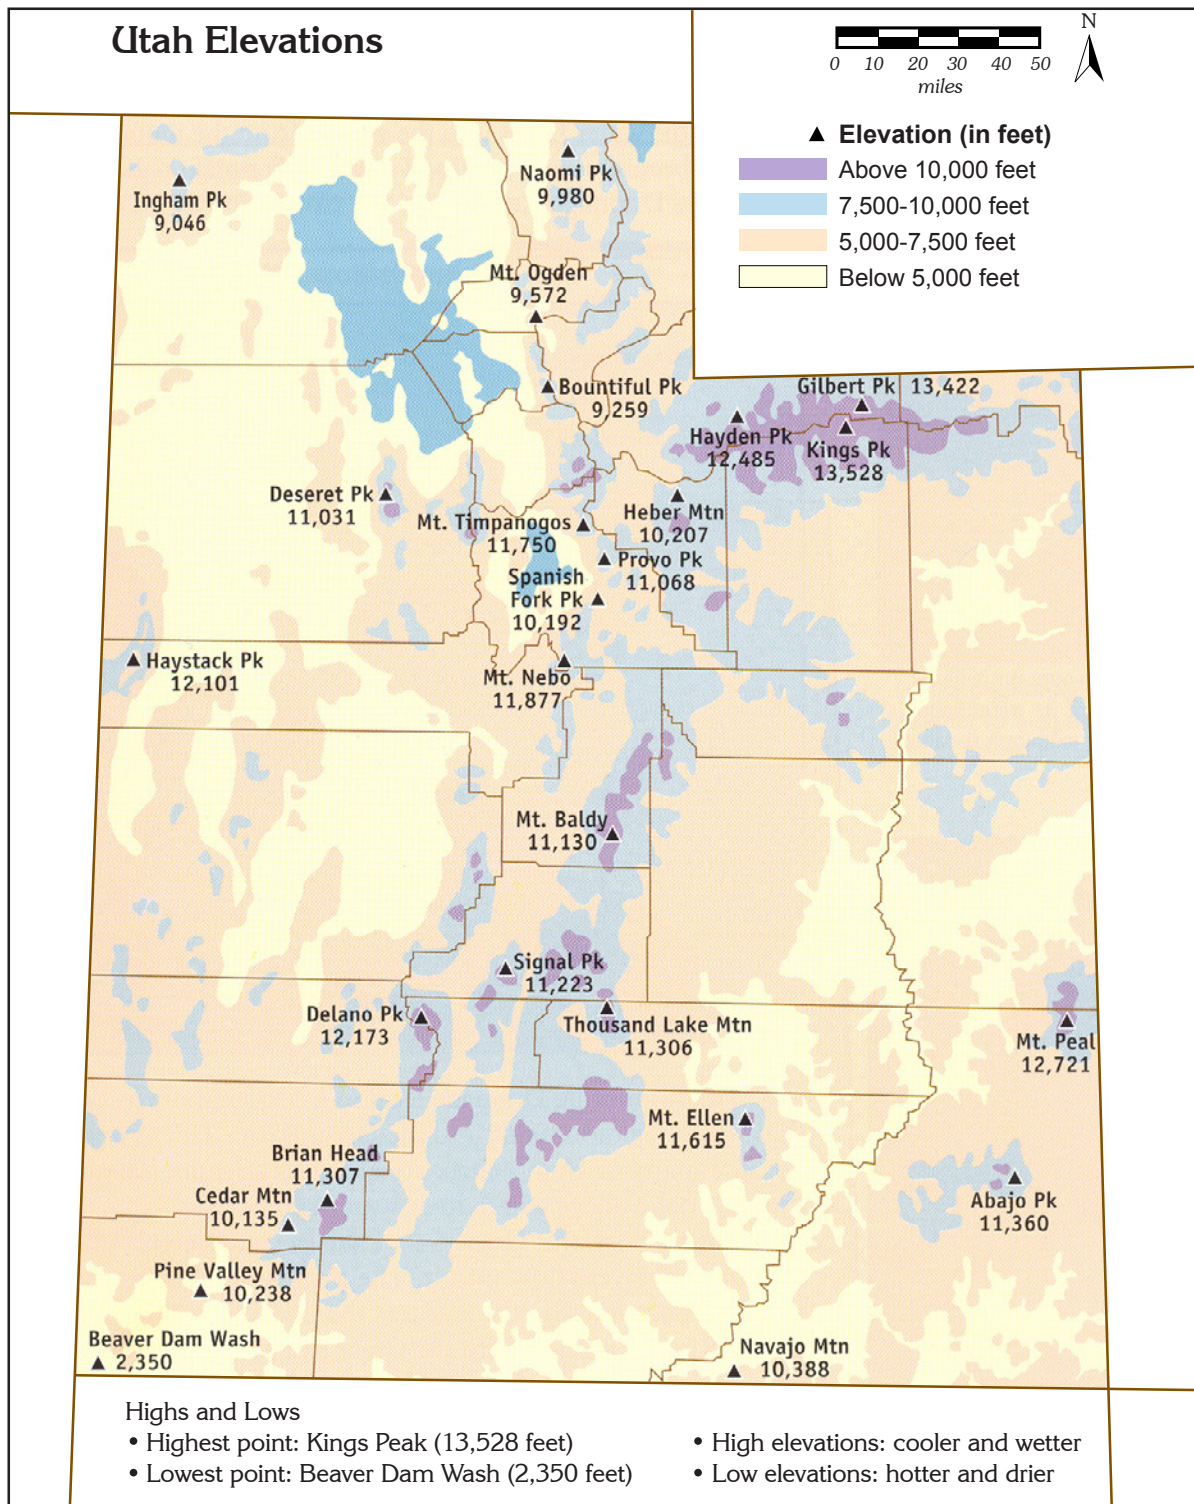 Utah Elevations
N
0 10 20 30 40 50
miles
Elevation (in feet)
Above 10,000 feet
7,500-10,000 feet
5,000-7,500 feet
Below 5,000 feet
Naomi Pk
9,980
Ingham Pk
9,046
Mt. Ogden
9,572
Bountiful Pk
9,259
Gilbert Pk 13,422
Hayden Pk
12,485
Kings Pk
13,528
Deseret Pk
11,031
Mt. Timpanogos
11,750
Heber Mtn
10,207
Provo Pk
11,068
Spanish
Fork Pk
10,192
Haystack Pk
12,101
Mt. Nebo
11,877
Mt. Baldy
11,130
Signal Pk
11,223
Delano Pk
12,173
Thousand Lake Mtn
11,306
Mt. Peal
12,721
Mt. Ellen
11,615
Brian Head
11,307
Cedar Mtn
10,135
Abajo Pk
11,360
Pine Valley Mtn
10,238
Beaver Dam Wash
2,350
Navajo Mtn
10,388
Highs and Lows
• Highest point: Kings Peak (13,528 feet)
• Lowest point: Beaver Dam Wash (2,350 feet)
• High elevations: cooler and wetter
• Low elevations: hotter and drier